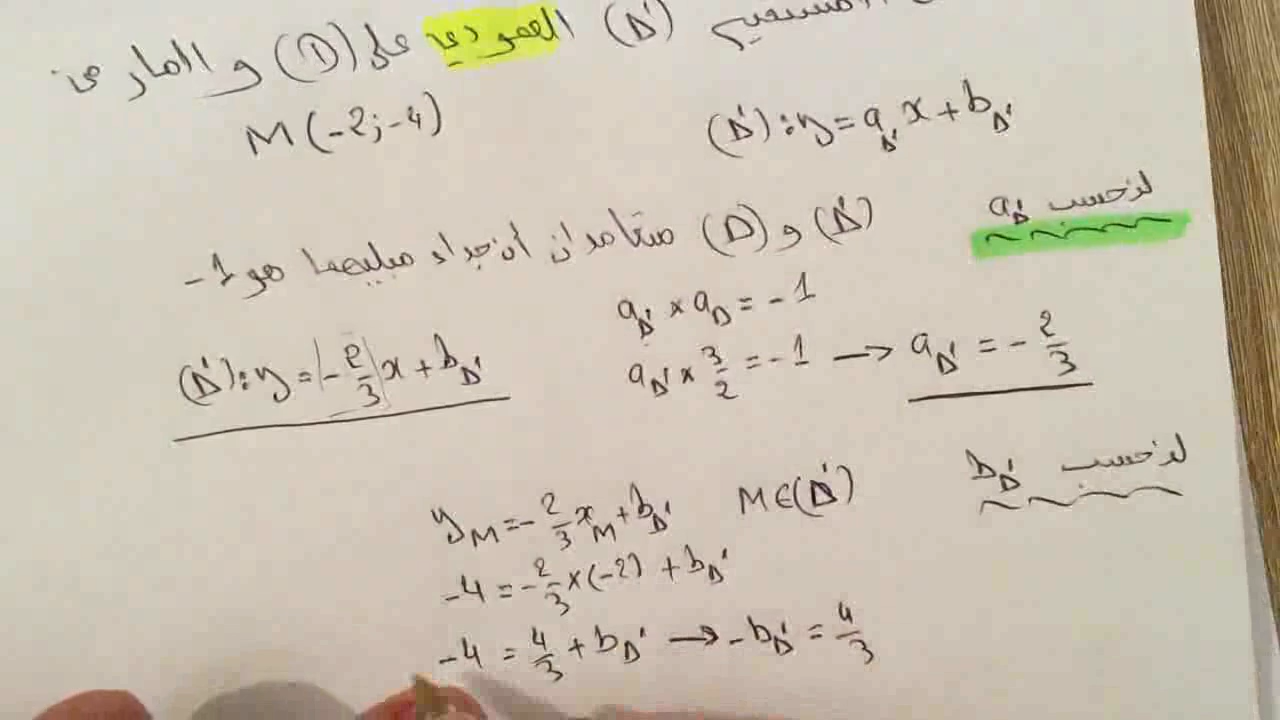 المستقيم (D') العمودي على (D) و المار من
M(-2;-4)
(D'): y = a_D' x + b_D'
لنحسب a_D'
(D') و (D) متعامدان أي جداء ميليهما هو -1
a_D' × a_D = -1
a_D' × 3/2 = -1 → a_D' = -2/3
(D'): y = -2/3 x + b_D'
لنحسب b_D'
M∈(D')
y_M = -2/3 x_M + b_D'
-4 = -2/3 × (-2) + b_D'
-4 = 4/3 + b_D' → -b_D' = 4/3